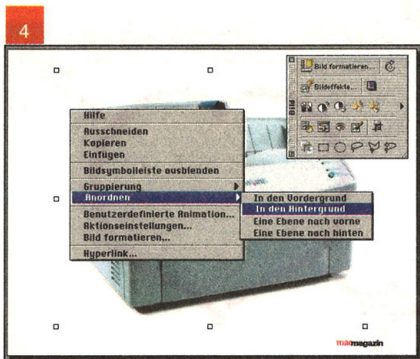 4
Bild formatieren...
Bildeffekte...
Bild
Hilfe
Ausschneiden
Kopieren
Einfügen
Bildsymbolleiste ausblenden
Gruppierung
Anordnen
In den Vordergrund
In den Hintergrund
Eine Ebene nach vorne
Eine Ebene nach hinten
Benutzerdefinierte Animation...
Aktionseinstellungen...
Bild formatieren...
Hyperlink...
macmagazin